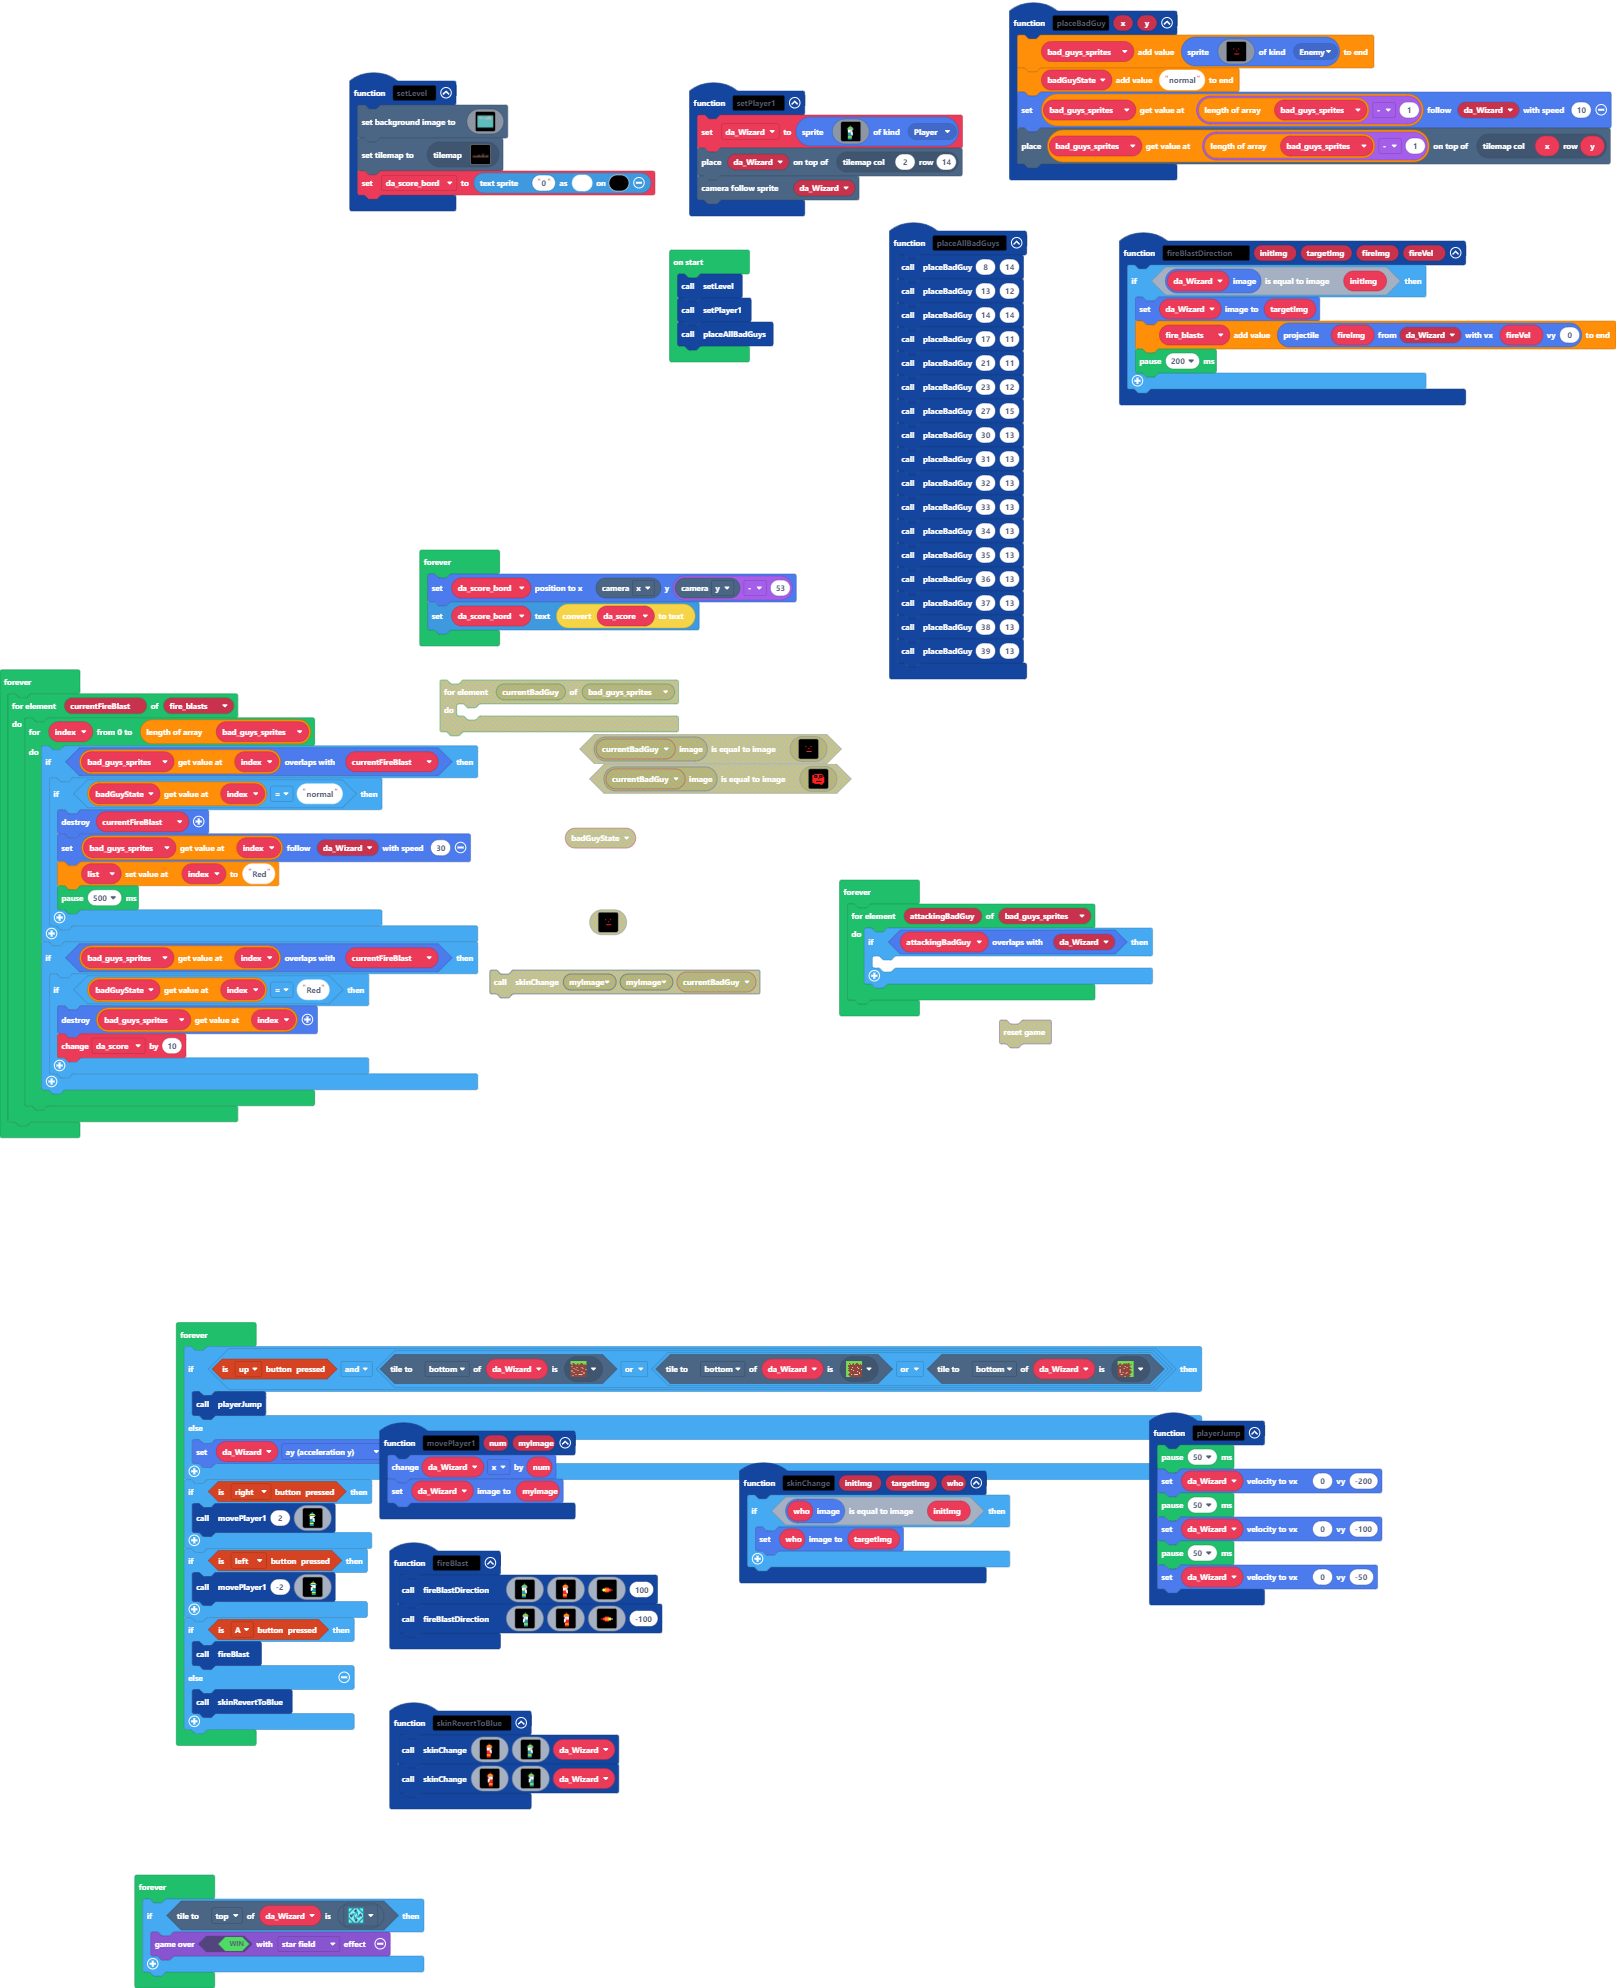 function placeBadGuy x y
bad_guys_sprites add value sprite of kind Enemy to end
badGuyState add value "normal" to end
set bad_guys_sprites get value at length of array bad_guys_sprites - 1 follow da_Wizard with speed 10
place bad_guys_sprites get value at length of array bad_guys_sprites - 1 on top of tilemap col x row y
function setLevel
set background image to
set tilemap to tilemap
set da_score_bord to text sprite "0" as on
function setPlayer1
set da_Wizard to sprite of kind Player
place da_Wizard on top of tilemap col 2 row 14
camera follow sprite da_Wizard
on start
call setLevel
call setPlayer1
call placeAllBadGuys
function placeAllBadGuys
call placeBadGuy 8 14
call placeBadGuy 13 12
call placeBadGuy 14 14
call placeBadGuy 17 11
call placeBadGuy 21 11
call placeBadGuy 23 12
call placeBadGuy 27 15
call placeBadGuy 30 13
call placeBadGuy 31 13
call placeBadGuy 32 13
call placeBadGuy 33 13
call placeBadGuy 34 13
call placeBadGuy 35 13
call placeBadGuy 36 13
call placeBadGuy 37 13
call placeBadGuy 38 13
call placeBadGuy 39 13
function fireBlastDirection initImg targetImg fireImg fireVel
if da_Wizard image is equal to image initImg then
set da_Wizard image to targetImg
fire_blasts add value projectile fireImg from da_Wizard with vx fireVel vy 0 to end
pause 200 ms
forever
set da_score_bord position to x camera x y camera y - 53
set da_score_bord text convert da_score to text
forever
for element currentFireBlast of fire_blasts
do
for index from 0 to length of array bad_guys_sprites
do
if bad_guys_sprites get value at index overlaps with currentFireBlast then
if badGuyState get value at index = "normal" then
destroy currentFireBlast
set bad_guys_sprites get value at index follow da_Wizard with speed 30
list set value at index to "Red"
pause 500 ms
if bad_guys_sprites get value at index overlaps with currentFireBlast then
if badGuyState get value at index = "Red" then
destroy bad_guys_sprites get value at index
change da_score by 10
for element currentBadGuy of bad_guys_sprites
do
currentBadGuy image is equal to image
currentBadGuy image is equal to image
badGuyState
call skinChange myImage myImage currentBadGuy
forever
for element attackingBadGuy of bad_guys_sprites
do
if attackingBadGuy overlaps with da_Wizard then
reset game
forever
if is up button pressed and tile to bottom of da_Wizard is or tile to bottom of da_Wizard is or tile to bottom of da_Wizard is then
call playerJump
else
set da_Wizard ay (acceleration y)
if is right button pressed then
call movePlayer1 2
if is left button pressed then
call movePlayer1 -2
if is A button pressed then
call fireBlast
else
call skinRevertToBlue
function movePlayer1 num myImage
change da_Wizard x by num
set da_Wizard image to myImage
function fireBlast
call fireBlastDirection 100
call fireBlastDirection -100
function skinRevertToBlue
call skinChange da_Wizard
call skinChange da_Wizard
function skinChange initImg targetImg who
if who image is equal to image initImg then
set who image to targetImg
function playerJump
pause 50 ms
set da_Wizard velocity to vx 0 vy -200
pause 50 ms
set da_Wizard velocity to vx 0 vy -100
pause 50 ms
set da_Wizard velocity to vx 0 vy -50
forever
if tile to top of da_Wizard is then
game over WIN with star field effect